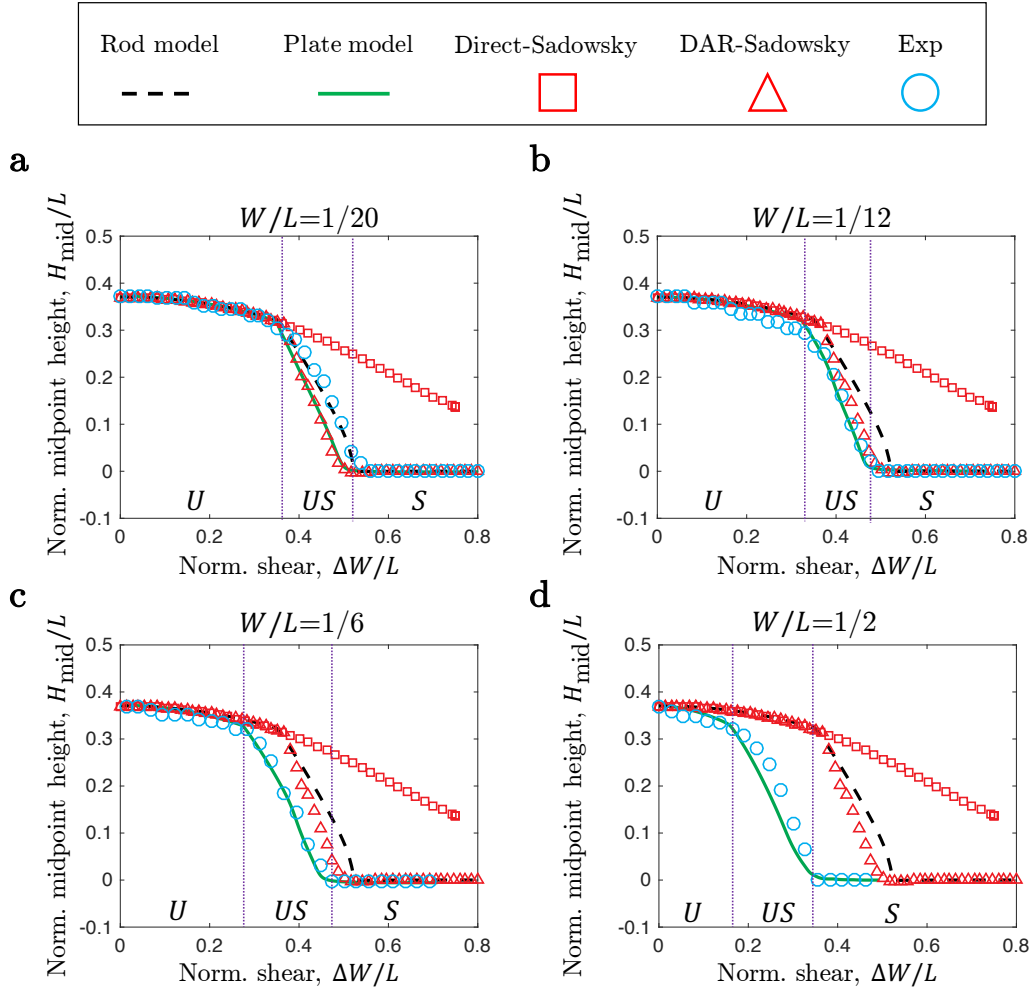 Rod model Plate model Direct-Sadowsky DAR-Sadowsky Exp
a
W/L=1/20
Norm. midpoint height, H_mid/L
0.5
0.4
0.3
0.2
0.1
0
-0.1
U US S
0 0.2 0.4 0.6 0.8
Norm. shear, ΔW/L
b
W/L=1/12
Norm. midpoint height, H_mid/L
0.5
0.4
0.3
0.2
0.1
0
-0.1
U US S
0 0.2 0.4 0.6 0.8
Norm. shear, ΔW/L
c
W/L=1/6
Norm. midpoint height, H_mid/L
0.5
0.4
0.3
0.2
0.1
0
-0.1
U US S
0 0.2 0.4 0.6 0.8
Norm. shear, ΔW/L
d
W/L=1/2
Norm. midpoint height, H_mid/L
0.5
0.4
0.3
0.2
0.1
0
-0.1
U US S
0 0.2 0.4 0.6 0.8
Norm. shear, ΔW/L